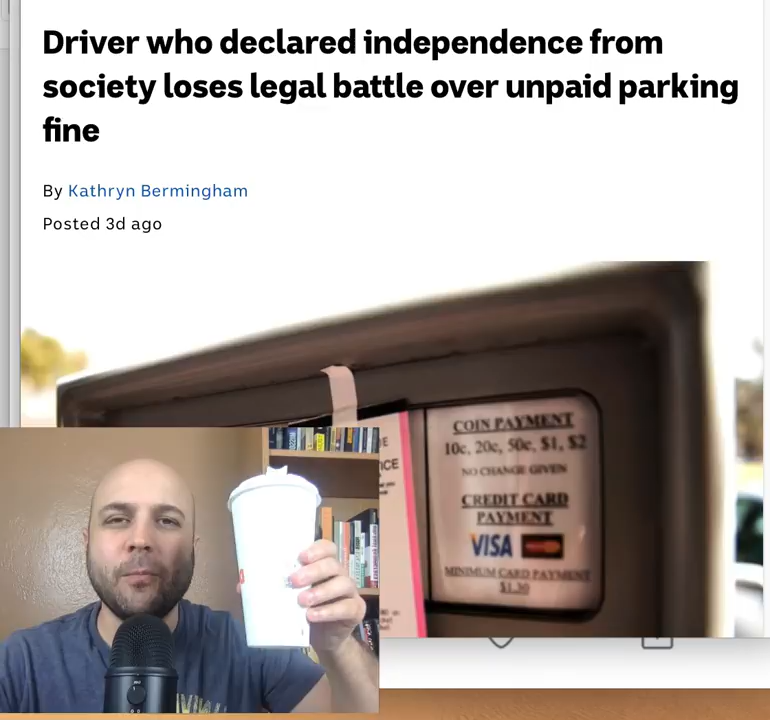 Driver who declared independence from
society loses legal battle over unpaid parking
fine
By Kathryn Bermingham
Posted 3d ago
COIN PAYMENT
10c, 20c, 50c, $1, $2
NO CHANGE GIVEN
CREDIT CARD
PAYMENT
VISA
MINIMUM CARD PAYMENT
$1.30